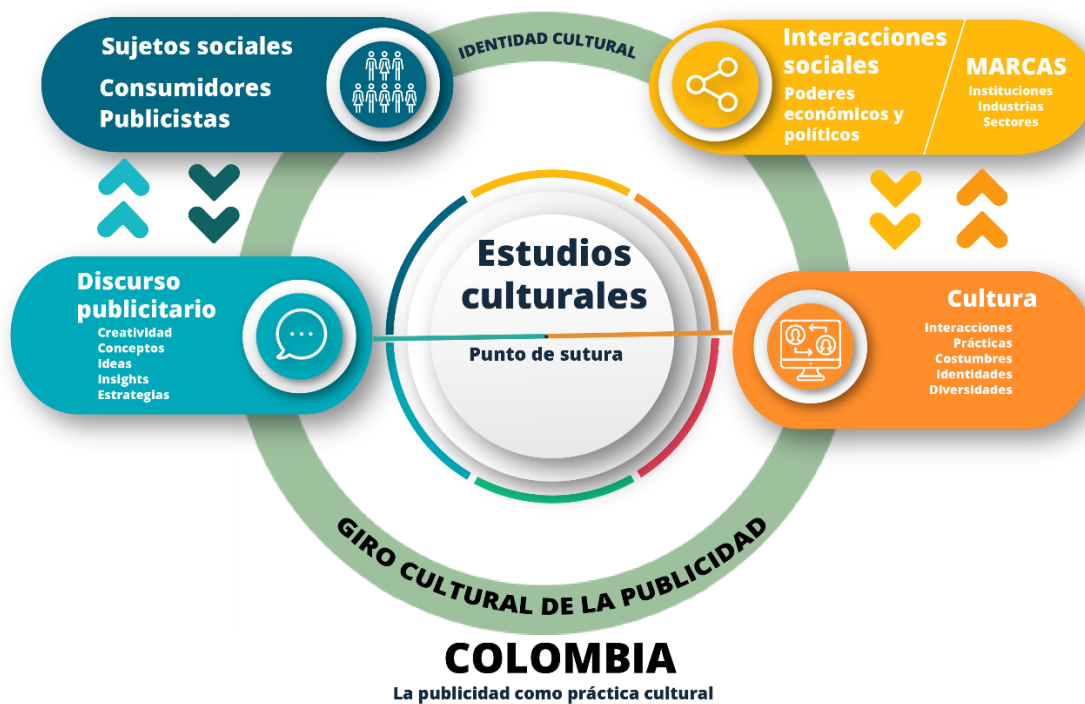 IDENTIDAD CULTURAL
Sujetos sociales
Consumidores
Publicistas
Interacciones
sociales
Poderes
económicos y
políticos
MARCAS
Instituciones
Industrias
Sectores
Estudios
culturales
Punto de sutura
Discurso
publicitario
Creatividad
Conceptos
Ideas
Insights
Estrategias
Cultura
Interacciones
Prácticas
Costumbres
Identidades
Diversidades
GIRO CULTURAL DE LA PUBLICIDAD
COLOMBIA
La publicidad como práctica cultural